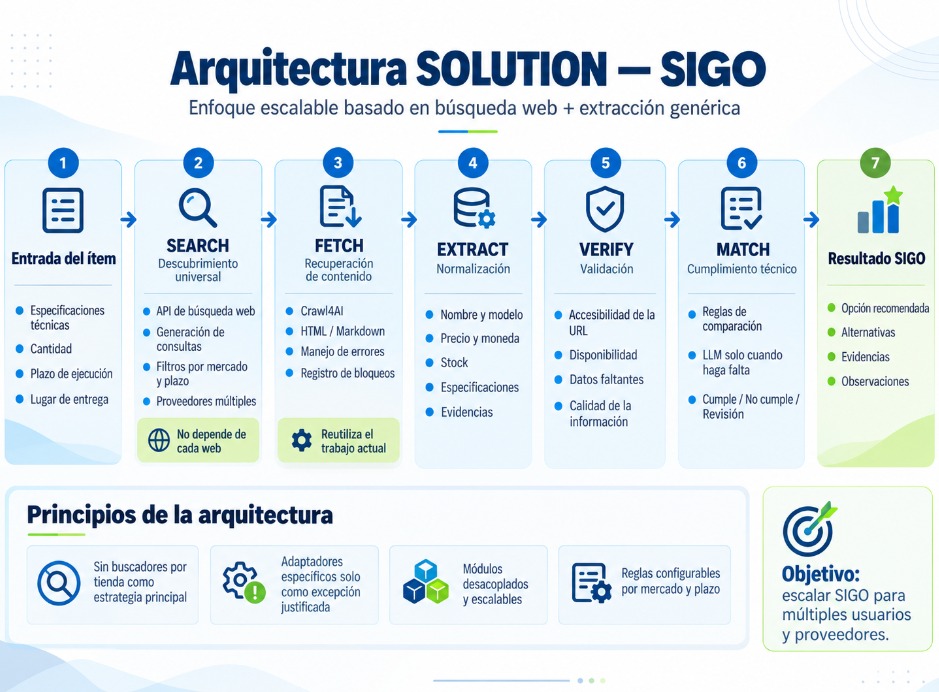 Arquitectura SOLUTION — SIGO
Enfoque escalable basado en búsqueda web + extracción genérica
1
Entrada del ítem
Especificaciones
técnicas
Cantidad
Plazo de ejecución
Lugar de entrega
2
SEARCH
Descubrimiento
universal
API de búsqueda web
Generación de
consultas
Filtros por mercado
y plazo
Proveedores múltiples
No depende de
cada web
3
FETCH
Recuperación
de contenido
Crawl4AI
HTML / Markdown
Manejo de errores
Registro de bloqueos
Reutiliza el
trabajo actual
4
EXTRACT
Normalización
Nombre y modelo
Precio y moneda
Stock
Especificaciones
Evidencias
5
VERIFY
Validación
Accesibilidad de la
URL
Disponibilidad
Datos faltantes
Calidad de la
información
6
MATCH
Cumplimiento técnico
Reglas de
comparación
LLM solo cuando
haga falta
Cumple / No cumple /
Revisión
7
Resultado SIGO
Opción recomendada
Alternativas
Evidencias
Observaciones
Principios de la arquitectura
Sin buscadores por
tienda como
estrategia principal
Adaptadores
específicos solo
como excepción
justificada
Módulos
desacoplados
y escalables
Reglas configurables
por mercado y plazo
Objetivo:
escalar SIGO para
múltiples usuarios
y proveedores.